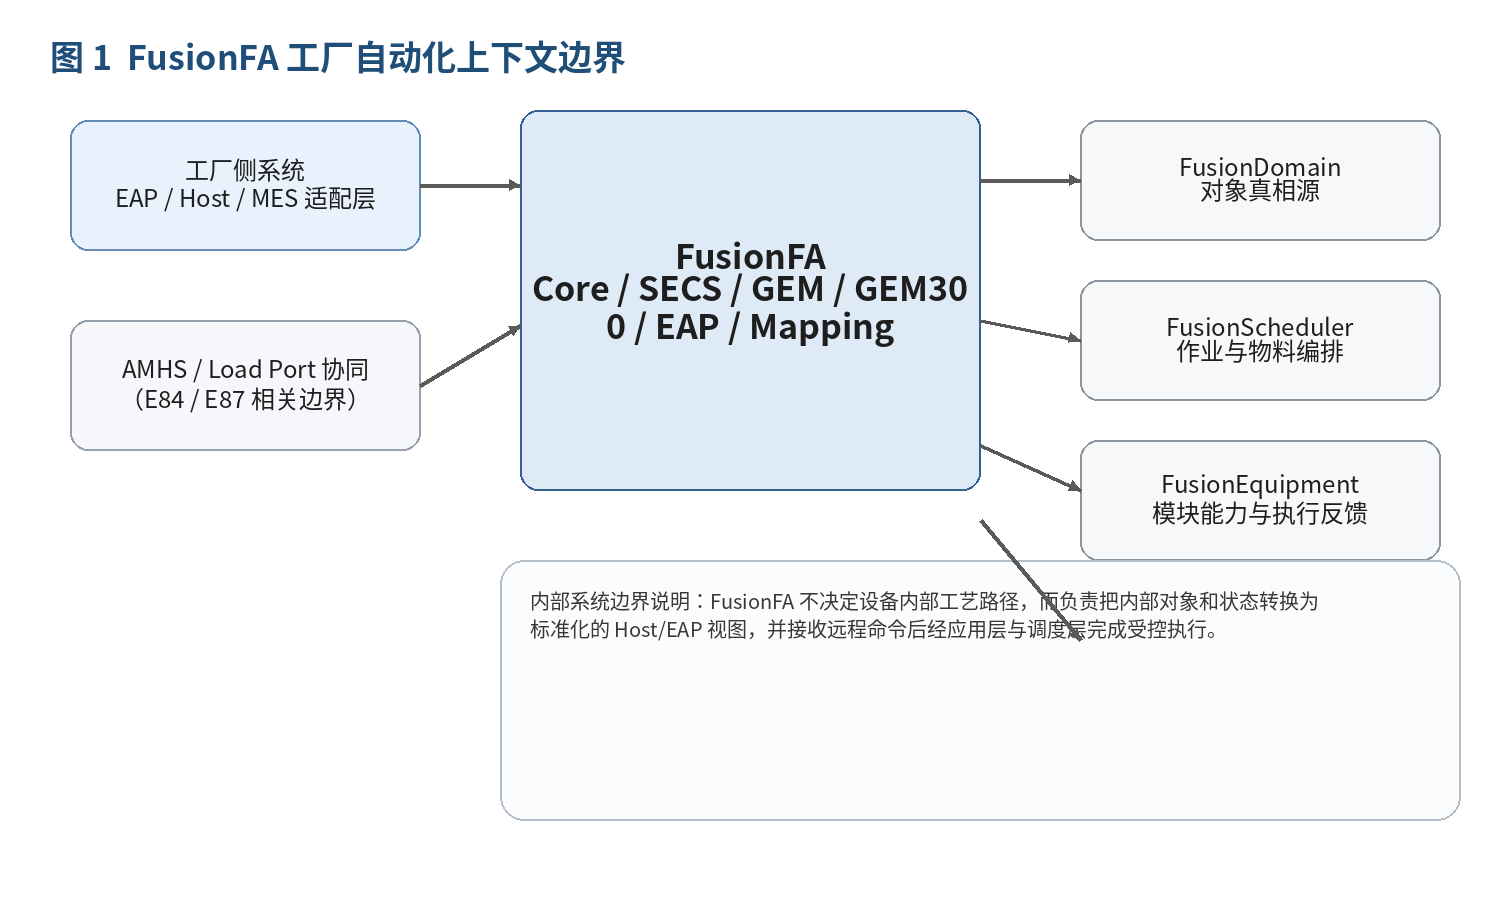 图 1 FusionFA 工厂自动化上下文边界
工厂侧系统
EAP / Host / MES 适配层
AMHS / Load Port 协同
（E84 / E87 相关边界）
FusionFA
Core / SECS / GEM / GEM30
0 / EAP / Mapping
FusionDomain
对象真相源
FusionScheduler
作业与物料编排
FusionEquipment
模块能力与执行反馈
内部系统边界说明：FusionFA 不决定设备内部工艺路径，而负责把内部对象和状态转换为
标准化的 Host/EAP 视图，并接收远程命令后经应用层与调度层完成受控执行。